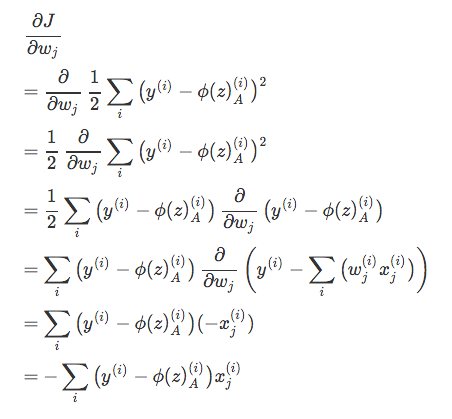 ∂J/∂w_j
= ∂/∂w_j 1/2 ∑_i (y^(i) − ϕ(z)_A^(i))^2
= 1/2 ∂/∂w_j ∑_i (y^(i) − ϕ(z)_A^(i))^2
= 1/2 ∑_i (y^(i) − ϕ(z)_A^(i)) ∂/∂w_j (y^(i) − ϕ(z)_A^(i))
= ∑_i (y^(i) − ϕ(z)_A^(i)) ∂/∂w_j (y^(i) − ∑_i (w_j^(i) x_j^(i)))
= ∑_i (y^(i) − ϕ(z)_A^(i))(−x_j^(i))
= −∑_i (y^(i) − ϕ(z)_A^(i))x_j^(i)